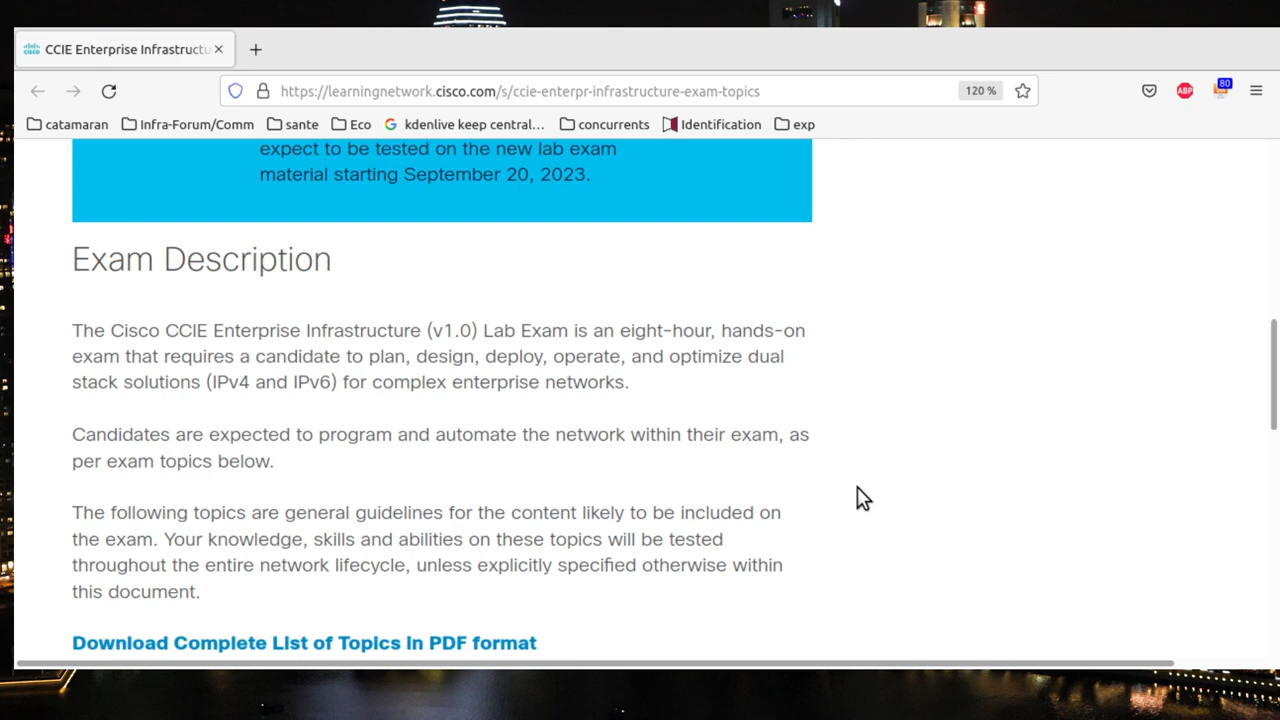 CCIE Enterprise Infrastructu
https://learningnetwork.cisco.com/s/ccie-enterpr-infrastructure-exam-topics
120 %
ABP
80
catamaran
Infra-Forum/Comm
sante
Eco
kdenlive keep central…
concurrents
Identification
exp
expect to be tested on the new lab exam
material starting September 20, 2023.
Exam Description
The Cisco CCIE Enterprise Infrastructure (v1.0) Lab Exam is an eight-hour, hands-on
exam that requires a candidate to plan, design, deploy, operate, and optimize dual
stack solutions (IPv4 and IPv6) for complex enterprise networks.
Candidates are expected to program and automate the network within their exam, as
per exam topics below.
The following topics are general guidelines for the content likely to be included on
the exam. Your knowledge, skills and abilities on these topics will be tested
throughout the entire network lifecycle, unless explicitly specified otherwise within
this document.
Download Complete List of Topics in PDF format